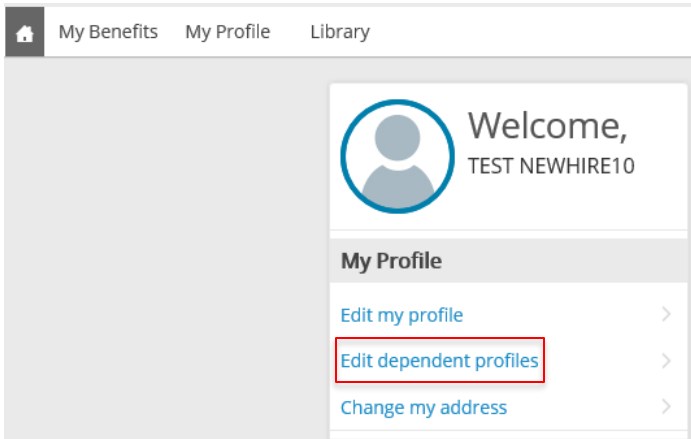 My Benefits My Profile Library
Welcome,
TEST NEWHIRE10
My Profile
Edit my profile
Edit dependent profiles
Change my address